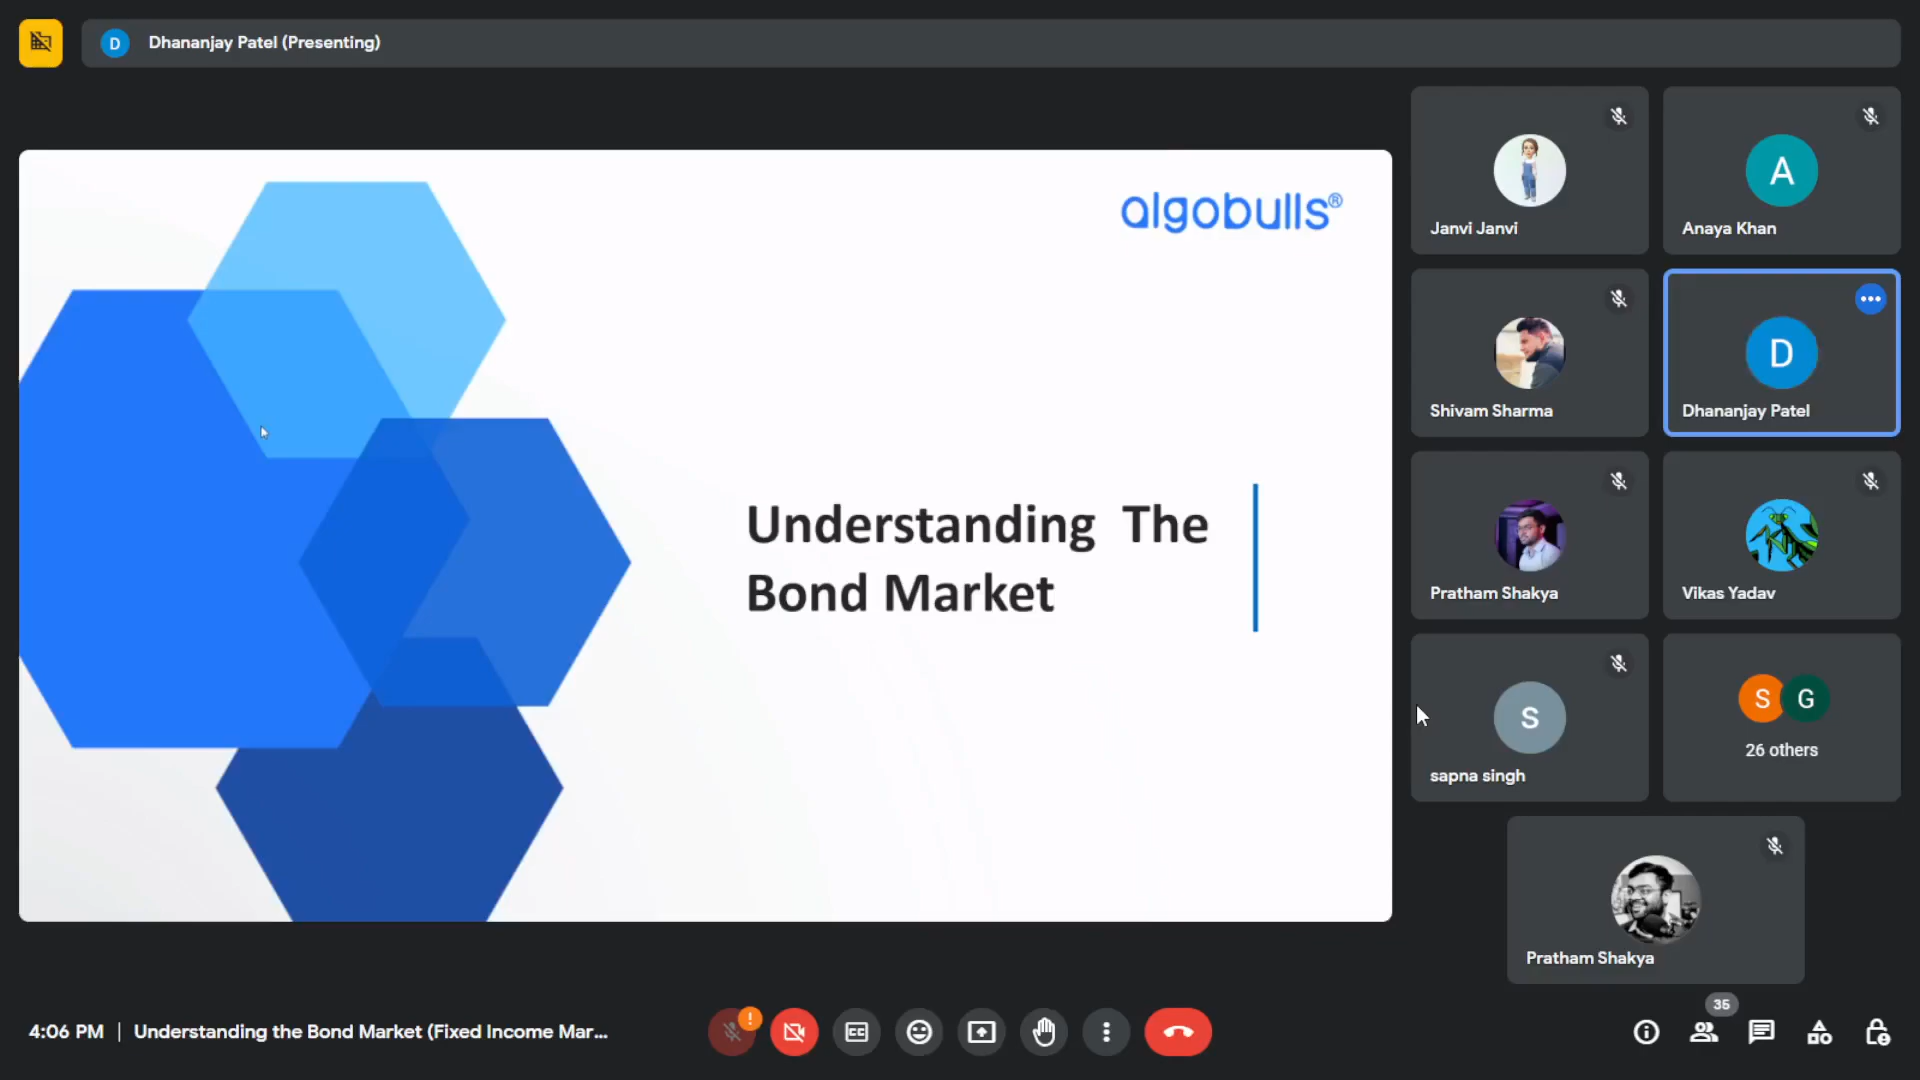 D
Dhananjay Patel (Presenting)
algobulls®
Understanding The
Bond Market
Janvi Janvi
A
Anaya Khan
Shivam Sharma
D
Dhananjay Patel
Pratham Shakya
Vikas Yadav
S
sapna singh
S
G
26 others
Pratham Shakya
4:06 PM | Understanding the Bond Market (Fixed Income Mar...
!
CC
35